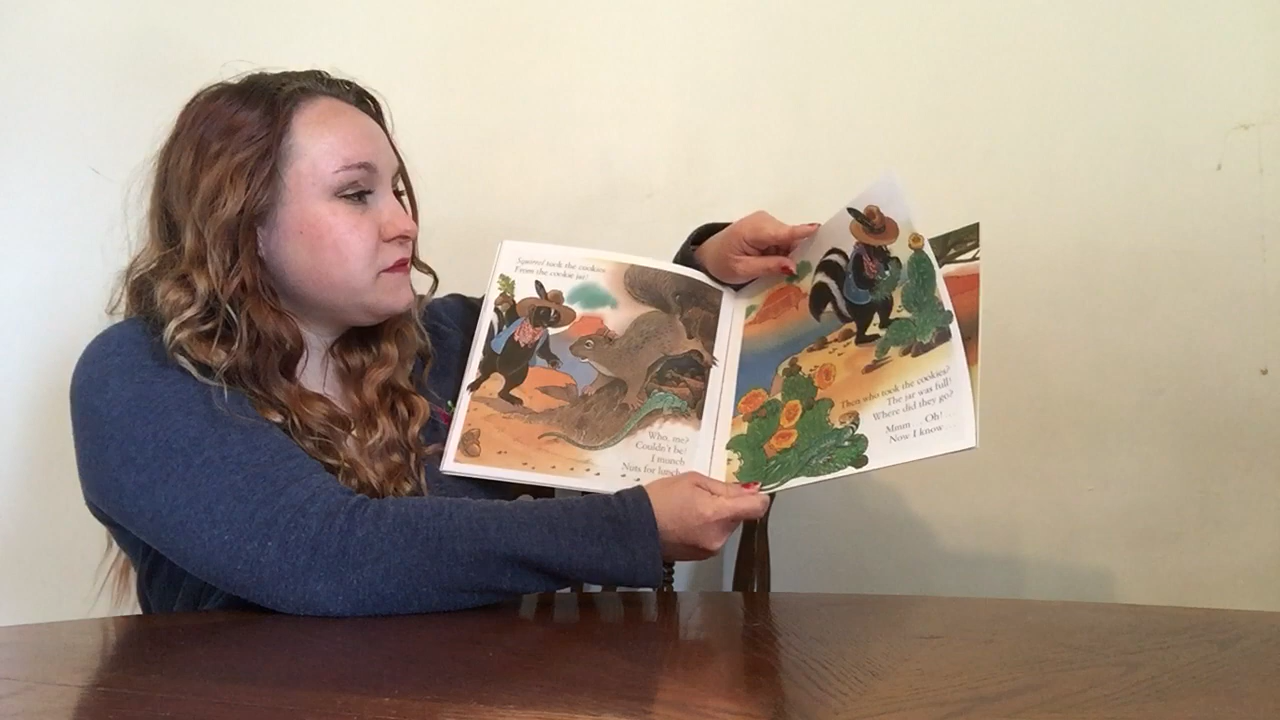 Squirrel took the cookies
From the cookie jar!
Who, me?
Couldn't be!
I munch
Nuts for lunch
Then who took the cookies?
The jar was full!
Where did they go?
Mmm . . . Oh! . . .
Now I know . . .